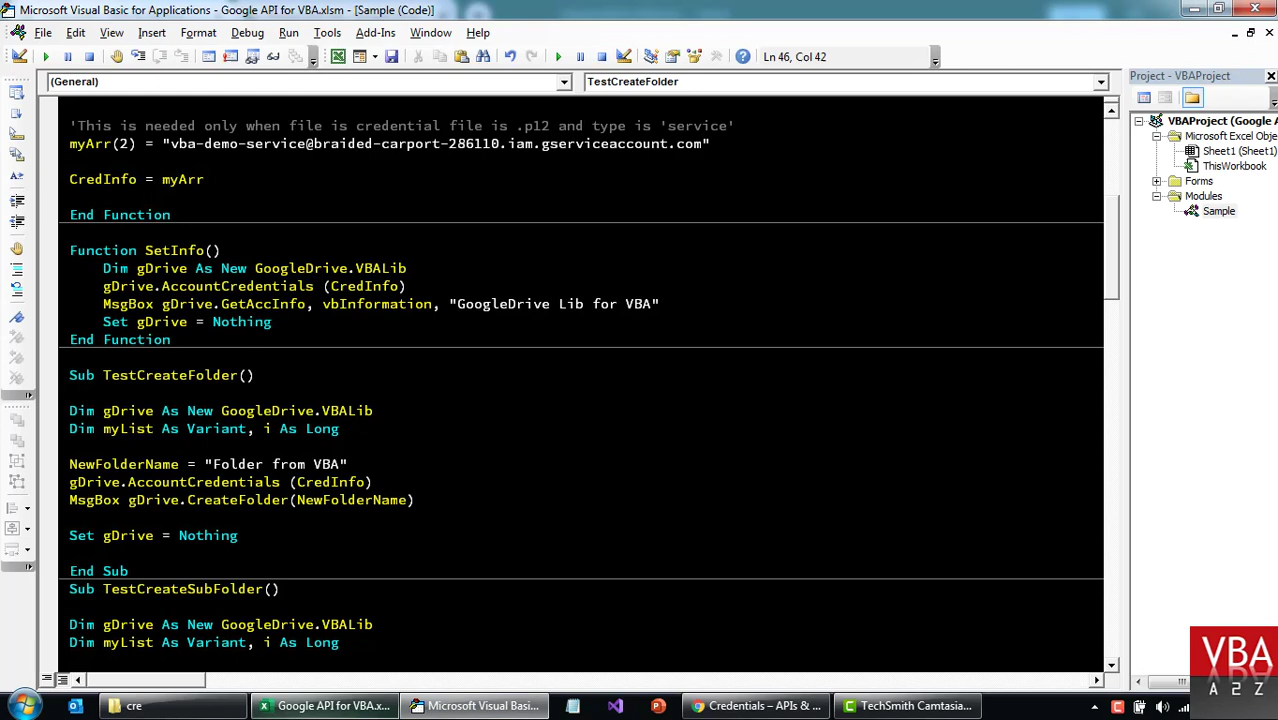 Microsoft Visual Basic for Applications - Google API for VBA.xlsm - [Sample (Code)]
File Edit View Insert Format Debug Run Tools Add-Ins Window Help
Ln 46, Col 42
(General) TestCreateFolder
'This is needed only when file is credential file is .p12 and type is 'service'
myArr(2) = "vba-demo-service@braided-carport-286110.iam.gserviceaccount.com"
CredInfo = myArr
End Function
Function SetInfo()
Dim gDrive As New GoogleDrive.VBALib
gDrive.AccountCredentials (CredInfo)
MsgBox gDrive.GetAccInfo, vbInformation, "GoogleDrive Lib for VBA"
Set gDrive = Nothing
End Function
Sub TestCreateFolder()
Dim gDrive As New GoogleDrive.VBALib
Dim myList As Variant, i As Long
NewFolderName = "Folder from VBA"
gDrive.AccountCredentials (CredInfo)
MsgBox gDrive.CreateFolder(NewFolderName)
Set gDrive = Nothing
End Sub
Sub TestCreateSubFolder()
Dim gDrive As New GoogleDrive.VBALib
Dim myList As Variant, i As Long
Project - VBAProject
VBAProject (Google A
Microsoft Excel Obje
Sheet1 (Sheet1)
ThisWorkbook
Forms
Modules
Sample
VBA
A 2 Z
cre
Google API for VBA.x...
Microsoft Visual Basi...
Credentials – APIs & ...
TechSmith Camtasia...